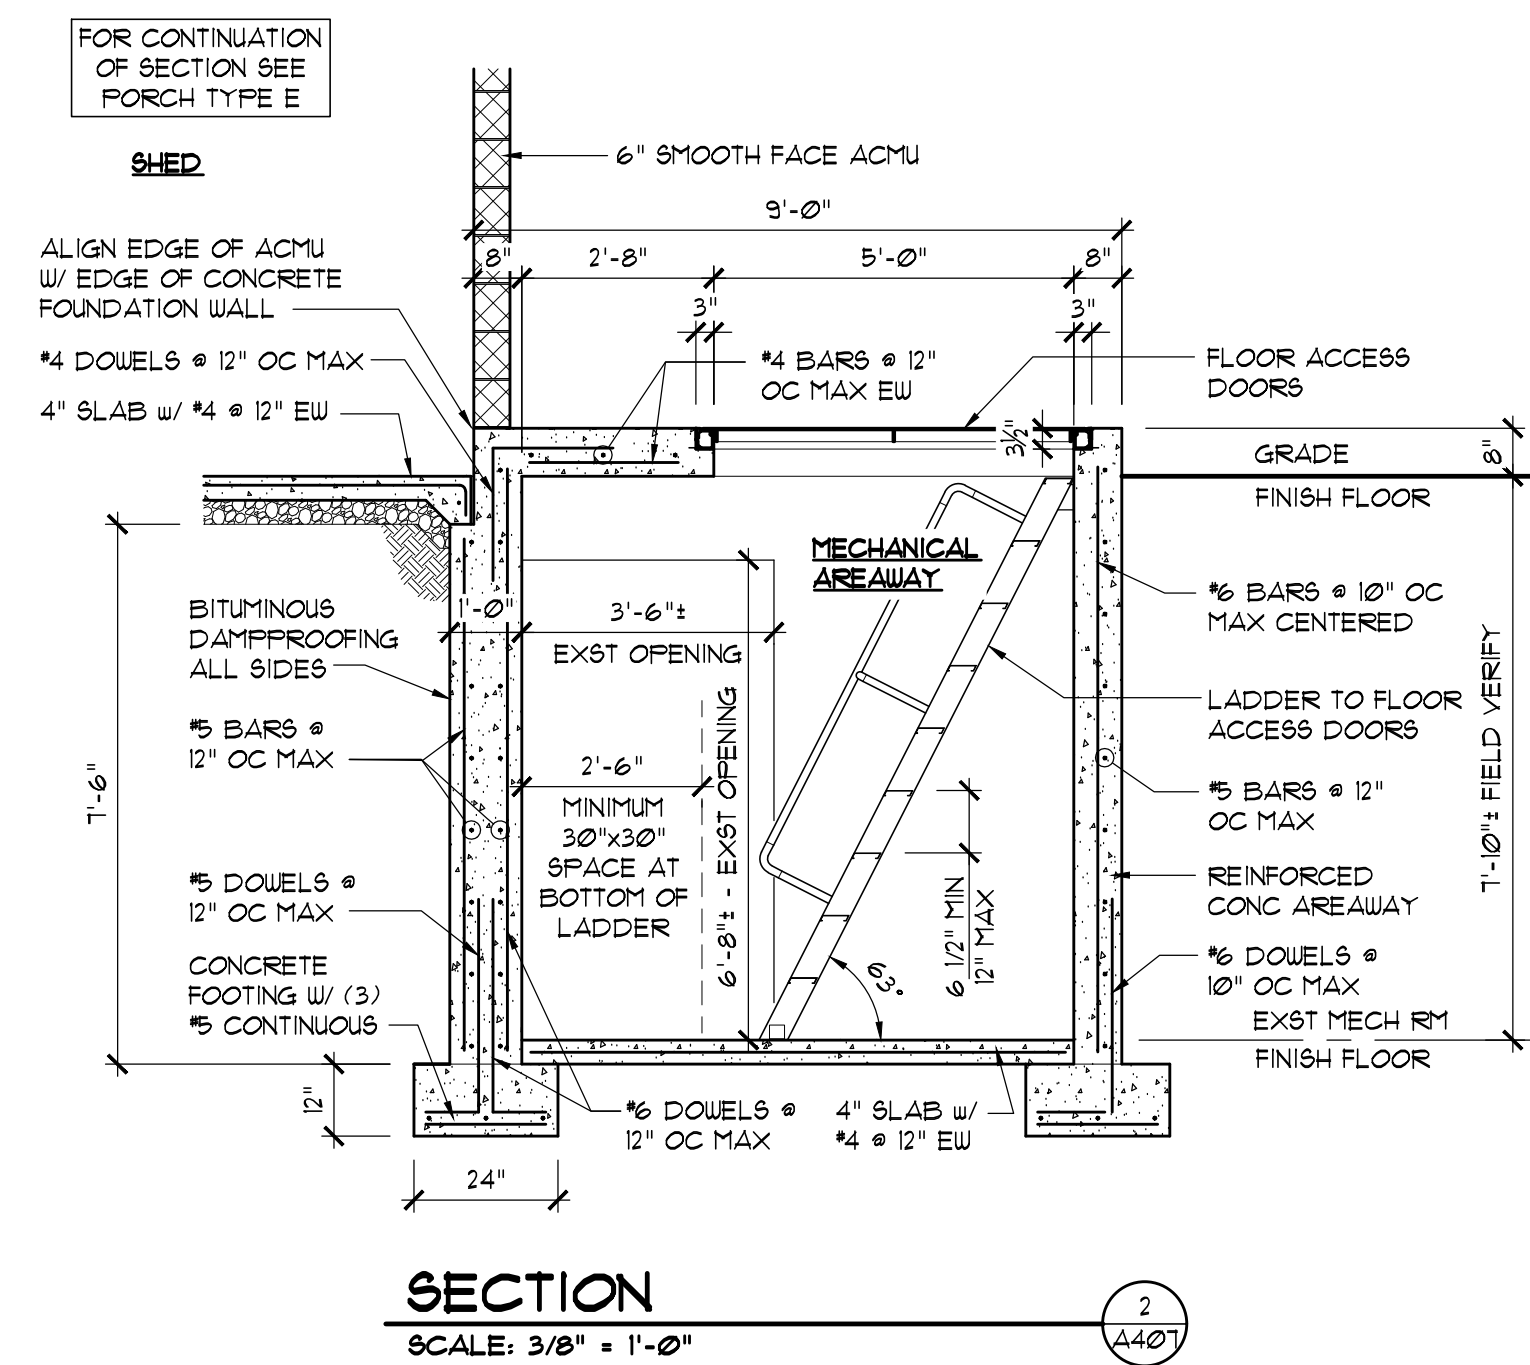 FOR CONTINUATION
OF SECTION SEE
PORCH TYPE E
SHED
6" SMOOTH FACE ACMU
9'-0"
8"
2'-8"
5'-0"
8"
3"
3"
ALIGN EDGE OF ACMU
W/ EDGE OF CONCRETE
FOUNDATION WALL
#4 DOWELS @ 12" OC MAX
4" SLAB w/ #4 @ 12" EW
#4 BARS @ 12"
OC MAX EW
FLOOR ACCESS
DOORS
3½"
8"
GRADE
FINISH FLOOR
MECHANICAL
AREAWAY
BITUMINOUS
DAMPPROOFING
ALL SIDES
1'-0"
3'-6"±
EXST OPENING
#6 BARS @ 10" OC
MAX CENTERED
LADDER TO FLOOR
ACCESS DOORS
#5 BARS @
12" OC MAX
7'-6"
2'-6"
MINIMUM
30"x30"
SPACE AT
BOTTOM OF
LADDER
6'-8"± - EXST OPENING
#5 BARS @ 12"
OC MAX
7'-10"± FIELD VERIFY
#5 DOWELS @
12" OC MAX
REINFORCED
CONC AREAWAY
6 1/2" MIN
12" MAX
63°
CONCRETE
FOOTING W/ (3)
#5 CONTINUOUS
#6 DOWELS @
10" OC MAX
EXST MECH RM
FINISH FLOOR
12"
#6 DOWELS @
12" OC MAX
4" SLAB w/
#4 @ 12" EW
24"
SECTION
SCALE: 3/8" = 1'-0"
2
A407